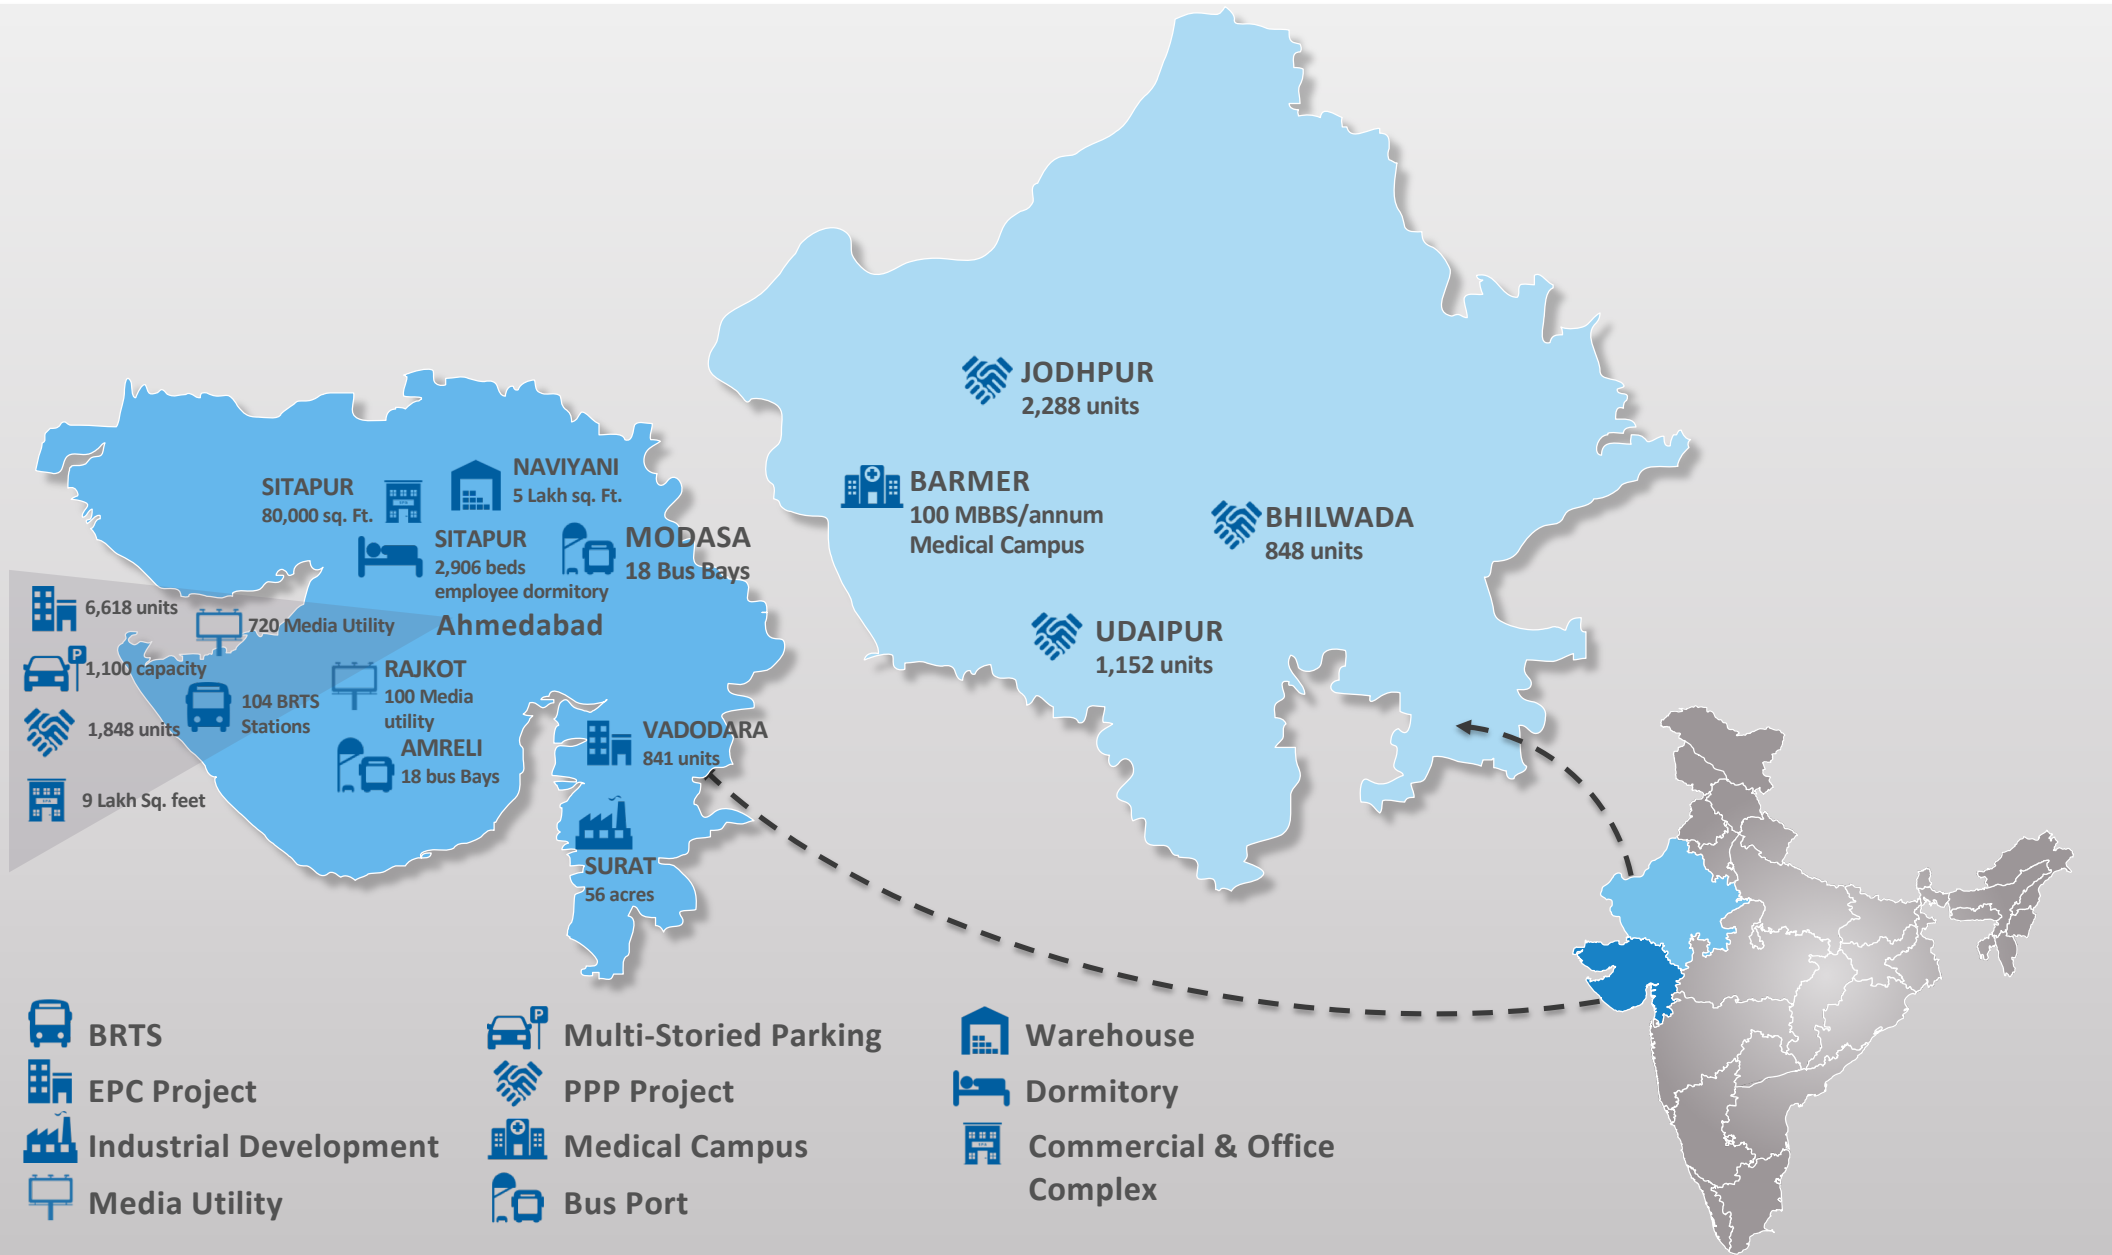 JODHPUR
2,288 units
BARMER
100 MBBS/annum
Medical Campus
BHILWADA
848 units
UDAIPUR
1,152 units
NAVIYANI
5 Lakh sq. Ft.
SITAPUR
80,000 sq. Ft.
SITAPUR
2,906 beds
employee dormitory
MODASA
18 Bus Bays
Ahmedabad
6,618 units
720 Media Utility
P
1,100 capacity
104 BRTS
Stations
1,848 units
9 Lakh Sq. feet
RAJKOT
100 Media
utility
AMRELI
18 bus Bays
VADODARA
841 units
SURAT
56 acres
BRTS
EPC Project
Industrial Development
Media Utility
P
Multi-Storied Parking
PPP Project
Medical Campus
Bus Port
Warehouse
Dormitory
Commercial & Office
Complex